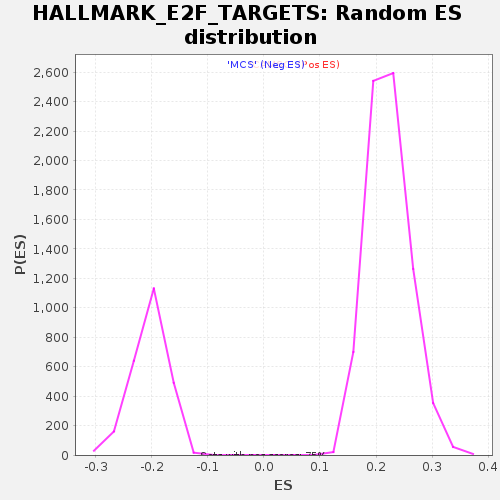 HALLMARK_E2F_TARGETS: Random ES
distribution
'MCS' (Neg ES) Pos ES)
2,600
2,400
2,200
2,000
1,800
1,600
1,400
1,200
1,000
800
600
400
200
0
P(ES)
-0.3 -0.2 -0.1 0.0 0.1 0.2 0.3 0.4
ES